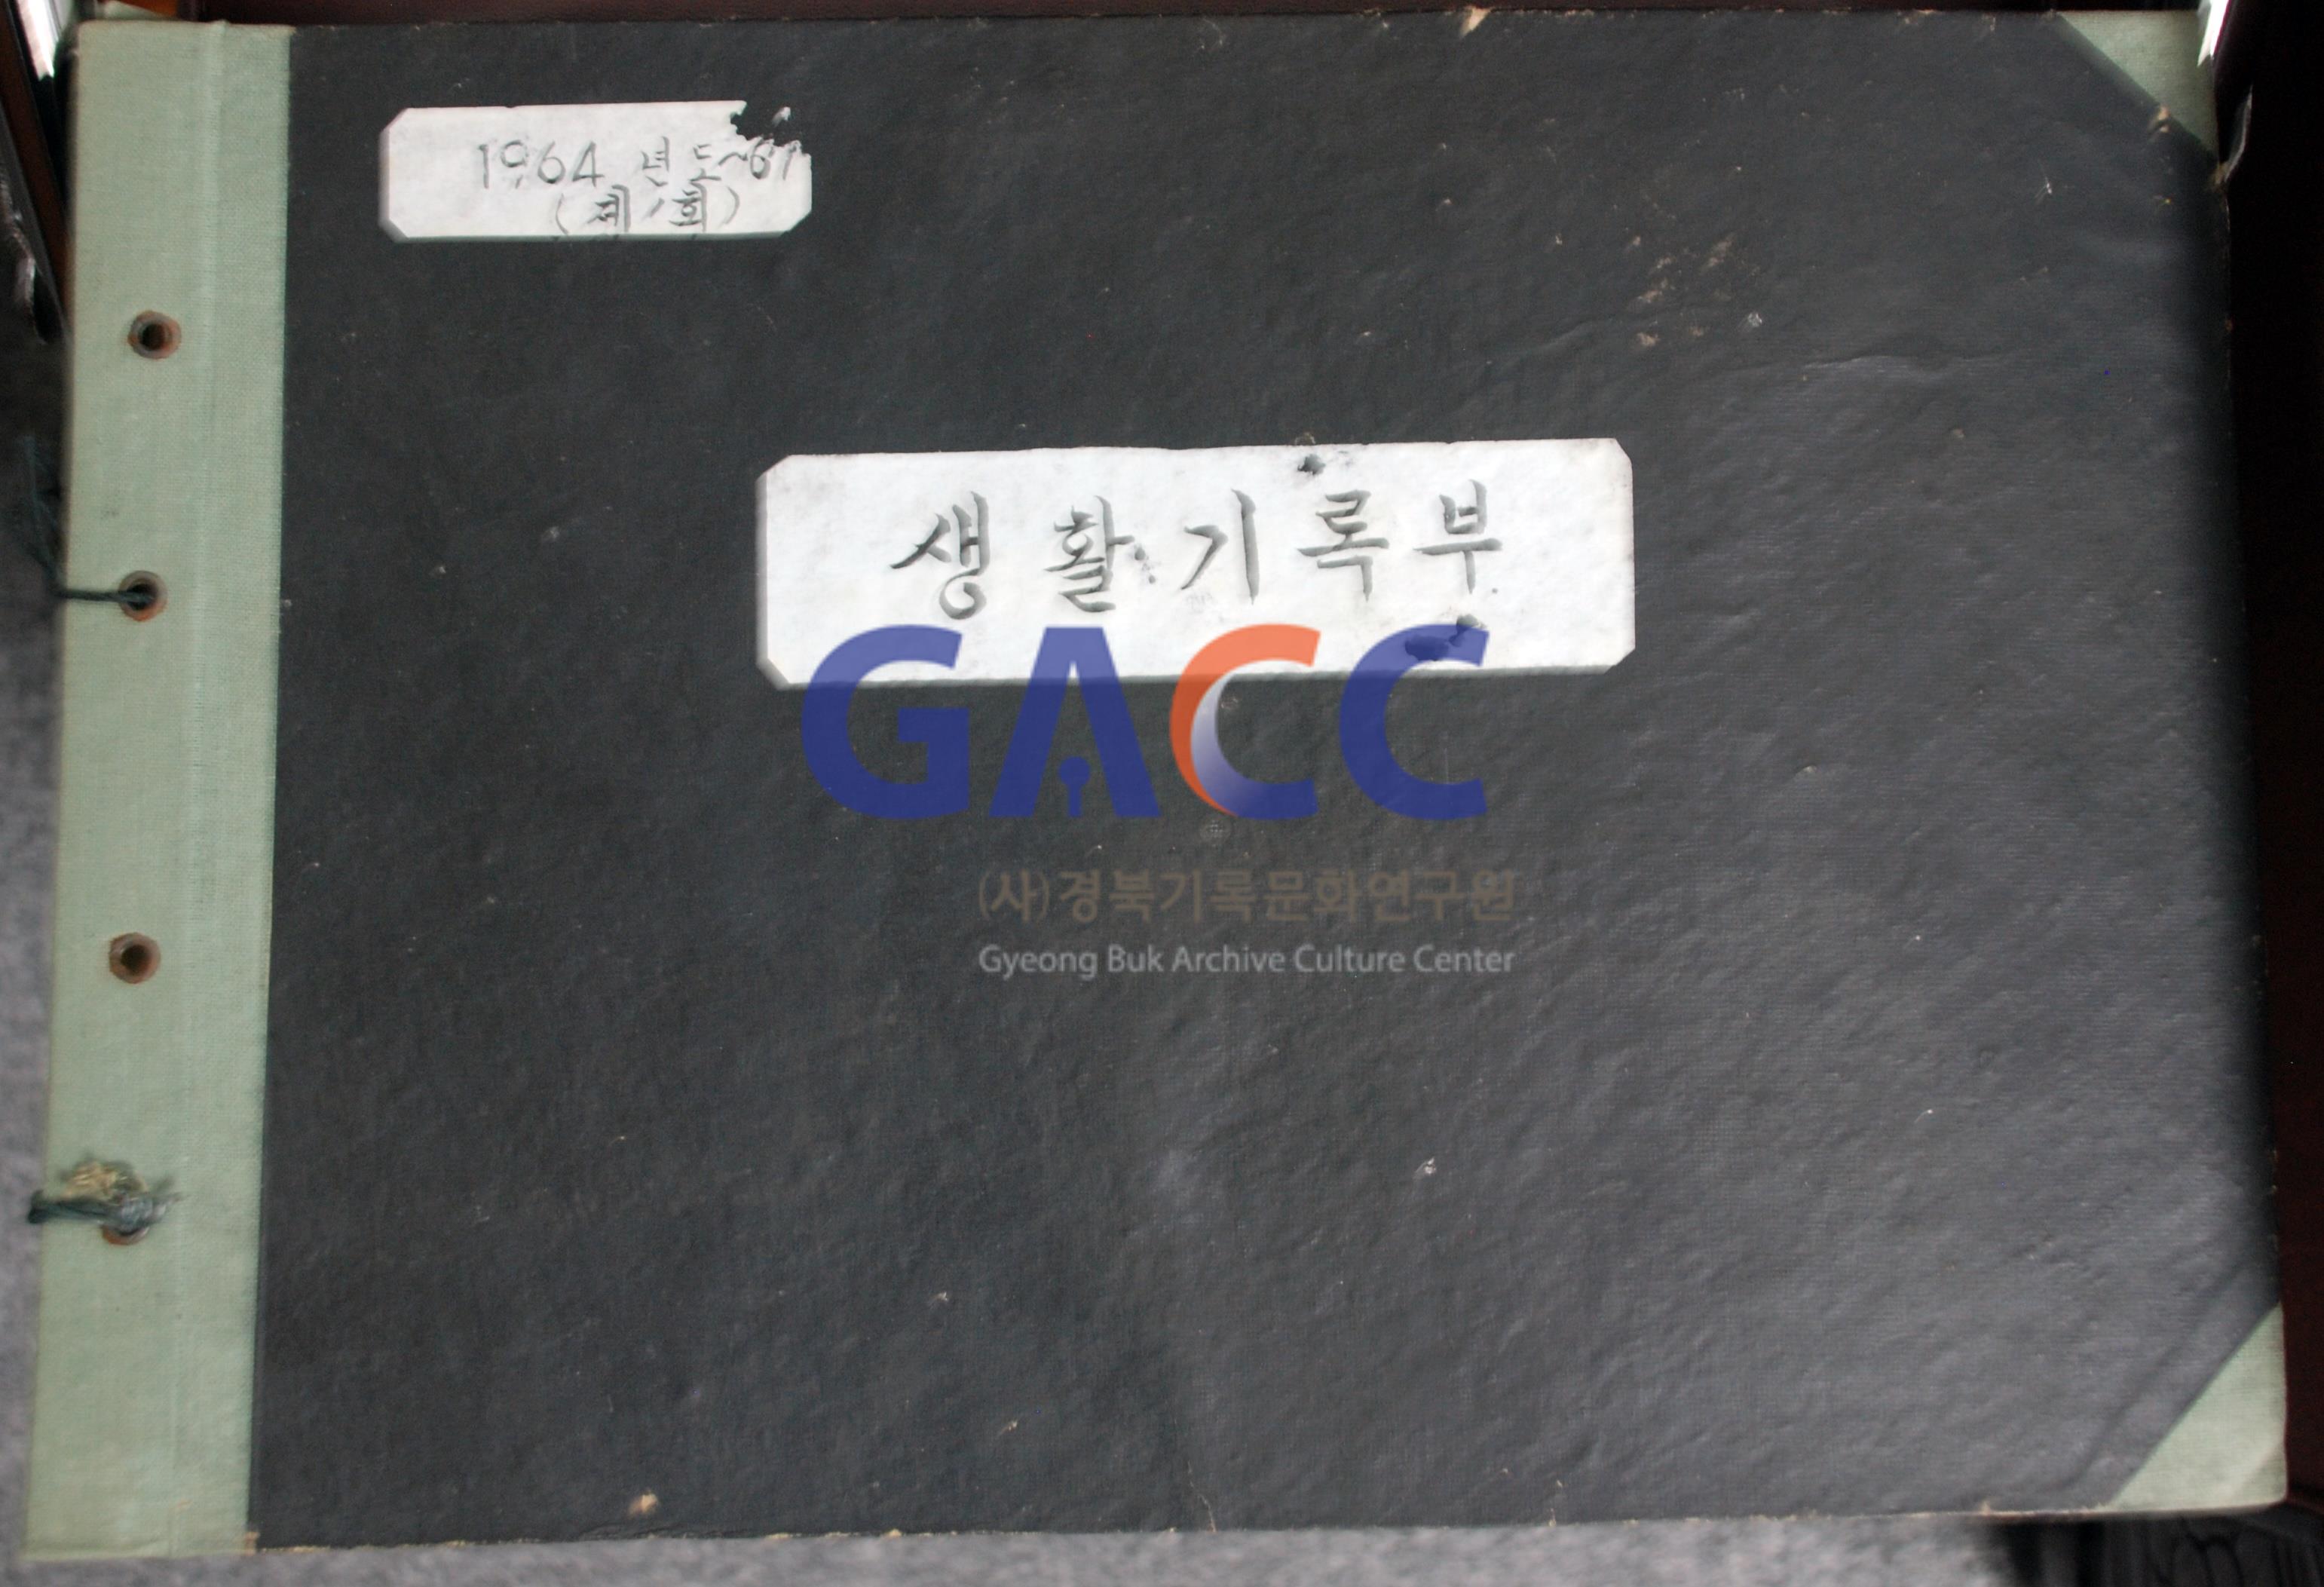 1964 년도~67
(제1회)
생활기록부
GACC
(사)경북기록문화연구원
Gyeong Buk Archive Culture Center